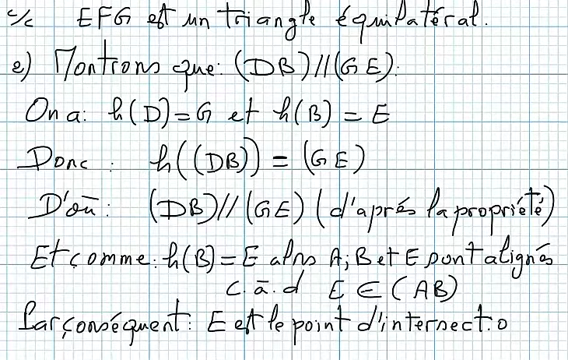 c/c EFG est un triangle équilatéral.
e) Montrons que: (DB)//(GE).
On a: h(D)=G et h(B)=E
Donc: h((DB))=(GE)
D'où: (DB)//(GE) (d'après la propriété)
Et comme: h(B)=E alrs A;B et E sont alignés
c.à.d E∈(AB)
Par conséquent: E est le point d'intersectio